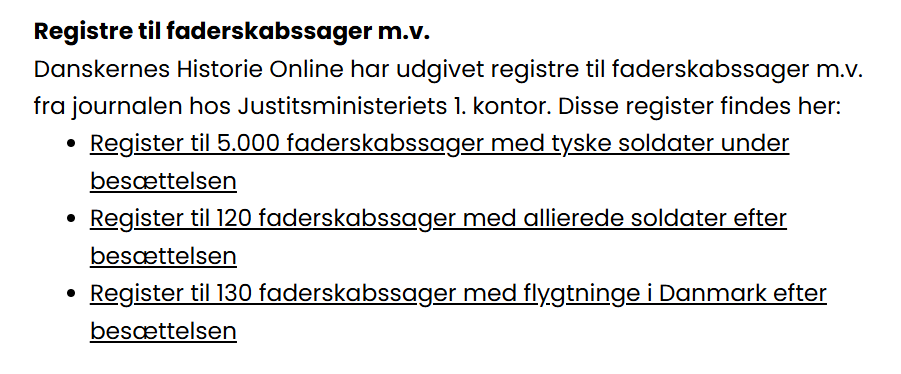 Registre til faderskabssager m.v.
Danskernes Historie Online har udgivet registre til faderskabssager m.v.
fra journalen hos Justitsministeriets 1. kontor. Disse register findes her:
• Register til 5.000 faderskabssager med tyske soldater under
besættelsen
• Register til 120 faderskabssager med allierede soldater efter
besættelsen
• Register til 130 faderskabssager med flygtninge i Danmark efter
besættelsen